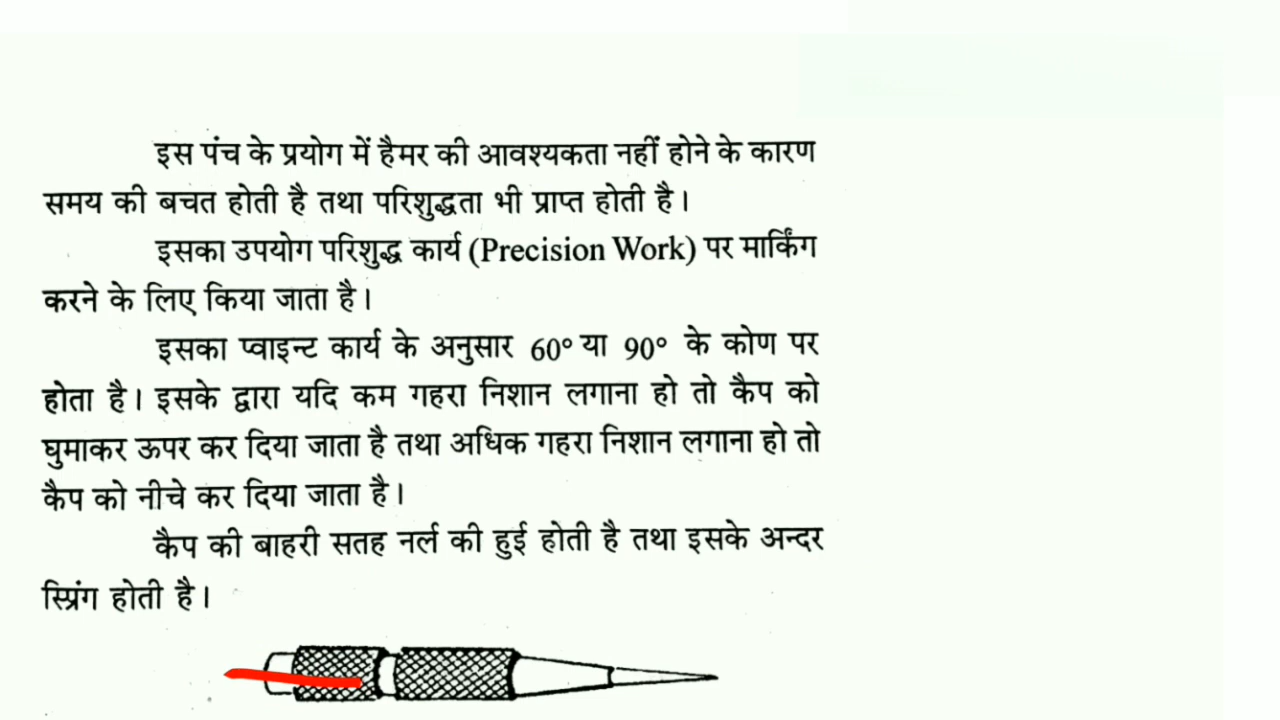 इस पंच के प्रयोग में हैमर की आवश्यकता नहीं होने के कारण
समय की बचत होती है तथा परिशुद्धता भी प्राप्त होती है।
इसका उपयोग परिशुद्ध कार्य (Precision Work) पर मार्किंग
करने के लिए किया जाता है।
इसका प्वाइन्ट कार्य के अनुसार 60° या 90° के कोण पर
होता है। इसके द्वारा यदि कम गहरा निशान लगाना हो तो कैप को
घुमाकर ऊपर कर दिया जाता है तथा अधिक गहरा निशान लगाना हो तो
कैप को नीचे कर दिया जाता है।
कैप की बाहरी सतह नर्ल की हुई होती है तथा इसके अन्दर
स्प्रिंग होती है।